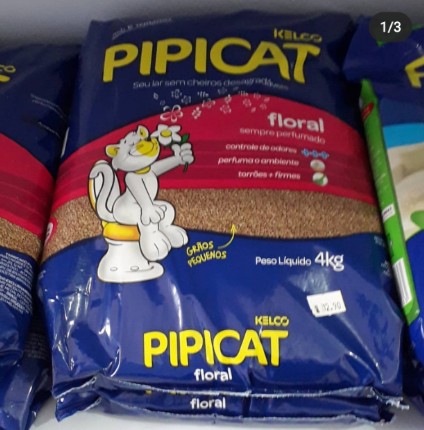 1/3
KELCO
PIPICAT
Seu lar sem cheiros desagradáveis
floral
sempre perfumado
controle de odores
perfuma o ambiente
torrões + firmes
GRÃOS
PEQUENOS
Peso Líquido 4kg
KELCO
PIPICAT
floral
floral